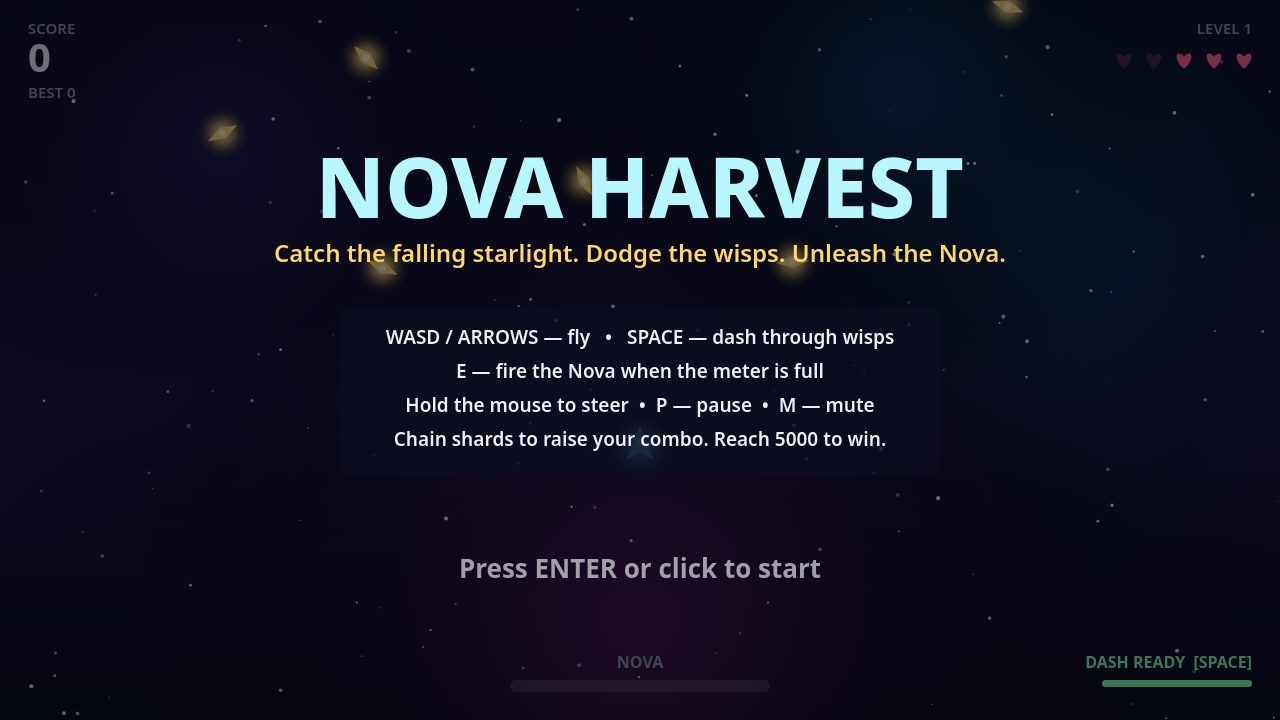 SCORE
0
BEST 0
LEVEL 1
NOVA HARVEST
Catch the falling starlight. Dodge the wisps. Unleash the Nova.
WASD / ARROWS — fly • SPACE — dash through wisps
E — fire the Nova when the meter is full
Hold the mouse to steer • P — pause • M — mute
Chain shards to raise your combo. Reach 5000 to win.
Press ENTER or click to start
NOVA
DASH READY [SPACE]